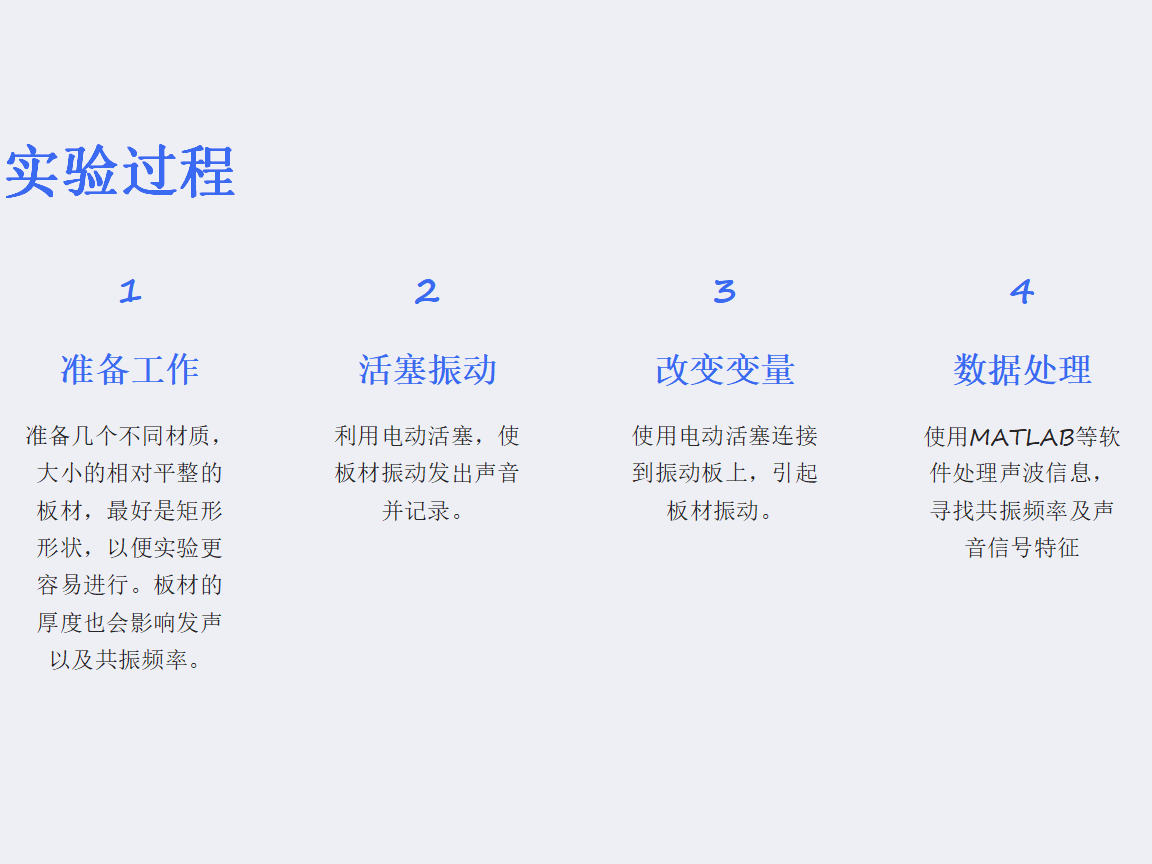 实验过程
1
准备工作
准备几个不同材质，
大小的相对平整的
板材，最好是矩形
形状，以便实验更
容易进行。板材的
厚度也会影响发声
以及共振频率。
2
活塞振动
利用电动活塞，使
板材振动发出声音
并记录。
3
改变变量
使用电动活塞连接
到振动板上，引起
板材振动。
4
数据处理
使用MATLAB等软
件处理声波信息，
寻找共振频率及声
音信号特征